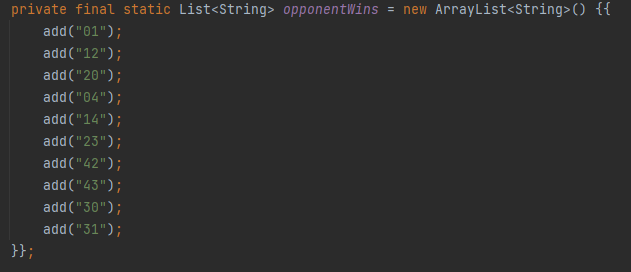 private final static List<String> opponentWins = new ArrayList<String>() {{
add("01");
add("12");
add("20");
add("04");
add("14");
add("23");
add("42");
add("43");
add("30");
add("31");
}};